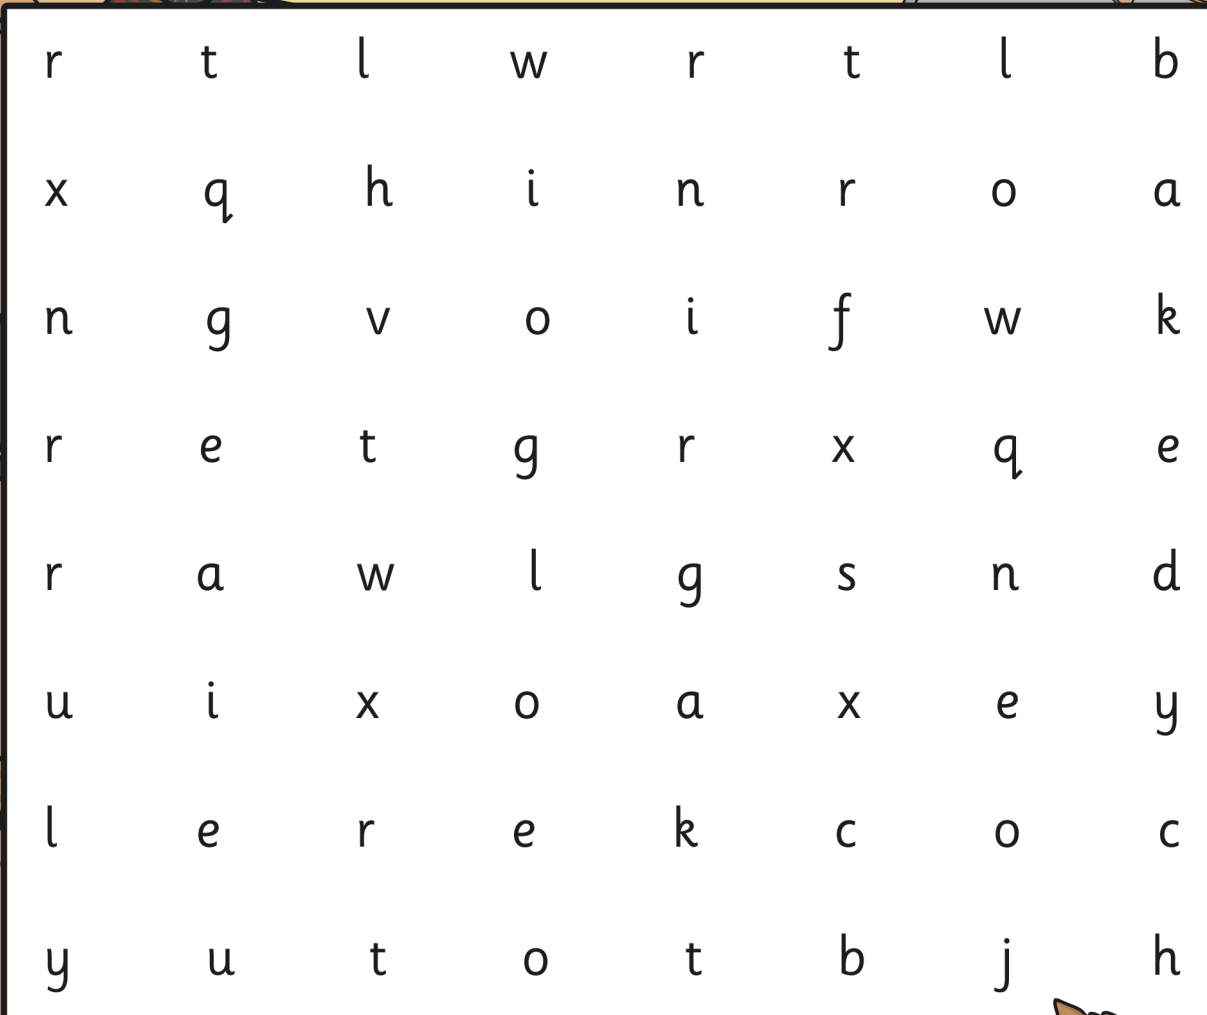 r t l w r t l b
x q h i n r o a
n g v o i f w k
r e t g r x q e
r a w l g s n d
u i x o a x e y
l e r e k c o c
y u t o t b j h